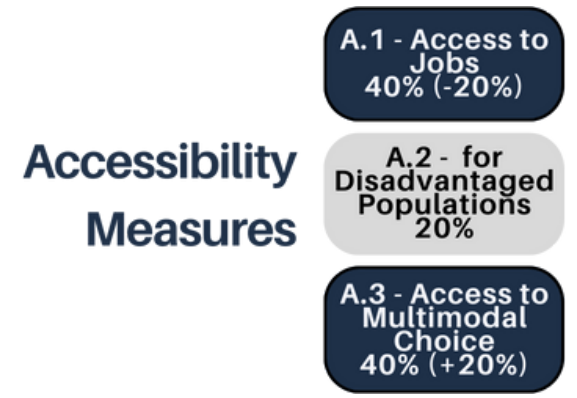 Accessibility
Measures
A.1 - Access to
Jobs
40% (-20%)
A.2 - for
Disadvantaged
Populations
20%
A.3 - Access to
Multimodal
Choice
40% (+20%)